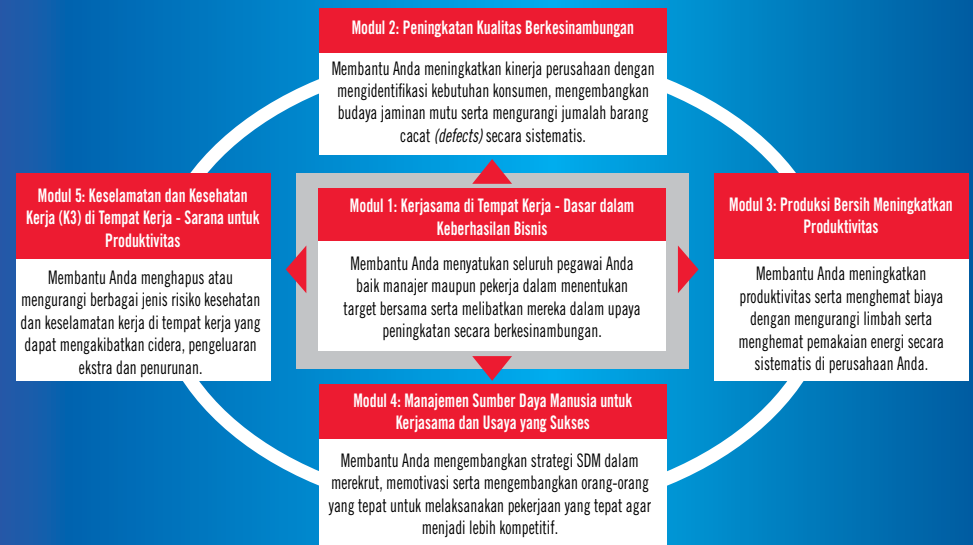 Modul 2: Peningkatan Kualitas Berkesinambungan
Membantu Anda meningkatkan kinerja perusahaan dengan
mengidentifikasi kebutuhan konsumen, mengembangkan
budaya jaminan mutu serta mengurangi jumalah barang
cacat (defects) secara sistematis.
Modul 5: Keselamatan dan Kesehatan
Kerja (K3) di Tempat Kerja - Sarana untuk
Produktivitas
Membantu Anda menghapus atau
mengurangi berbagai jenis risiko kesehatan
dan keselamatan kerja di tempat kerja yang
dapat mengakibatkan cidera, pengeluaran
ekstra dan penurunan.
Modul 1: Kerjasama di Tempat Kerja - Dasar dalam
Keberhasilan Bisnis
Membantu Anda menyatukan seluruh pegawai Anda
baik manajer maupun pekerja dalam menentukan
target bersama serta melibatkan mereka dalam upaya
peningkatan secara berkesinambungan.
Modul 3: Produksi Bersih Meningkatkan
Produktivitas
Membantu Anda meningkatkan
produktivitas serta menghemat biaya
dengan mengurangi limbah serta
menghemat pemakaian energi secara
sistematis di perusahaan Anda.
Modul 4: Manajemen Sumber Daya Manusia untuk
Kerjasama dan Usaya yang Sukses
Membantu Anda mengembangkan strategi SDM dalam
merekrut, memotivasi serta mengembangkan orang-orang
yang tepat untuk melaksanakan pekerjaan yang tepat agar
menjadi lebih kompetitif.